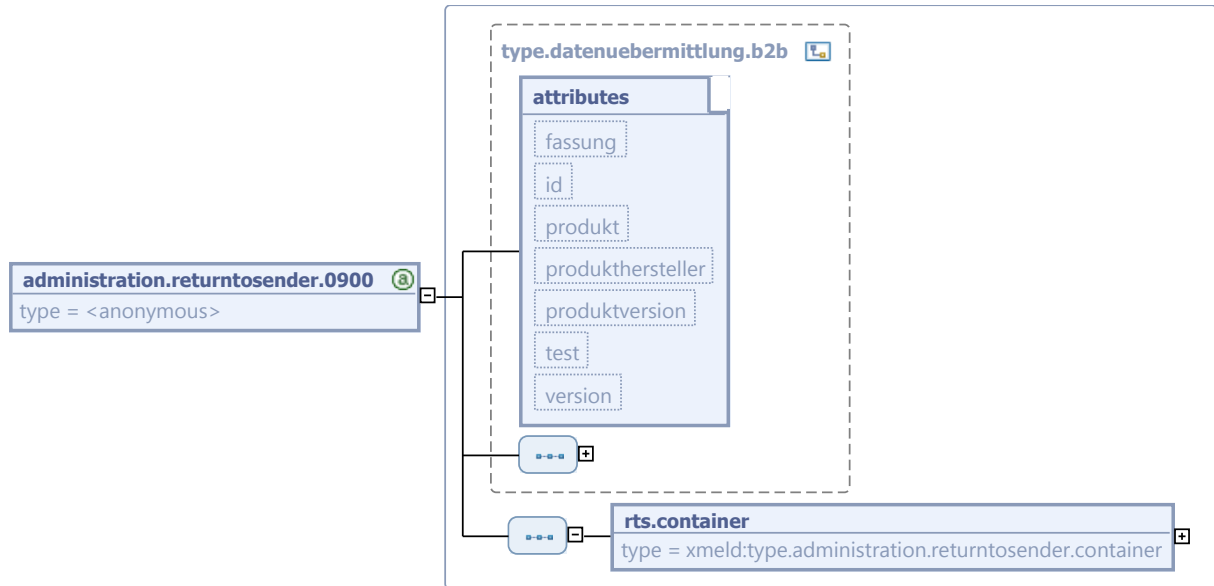 type.datenuebermittlung.b2b
attributes
fassung
id
produkt
produkthersteller
produktversion
test
version
administration.returntosender.0900 a
type = <anonymous>
rts.container
type = xmeld:type.administration.returntosender.container